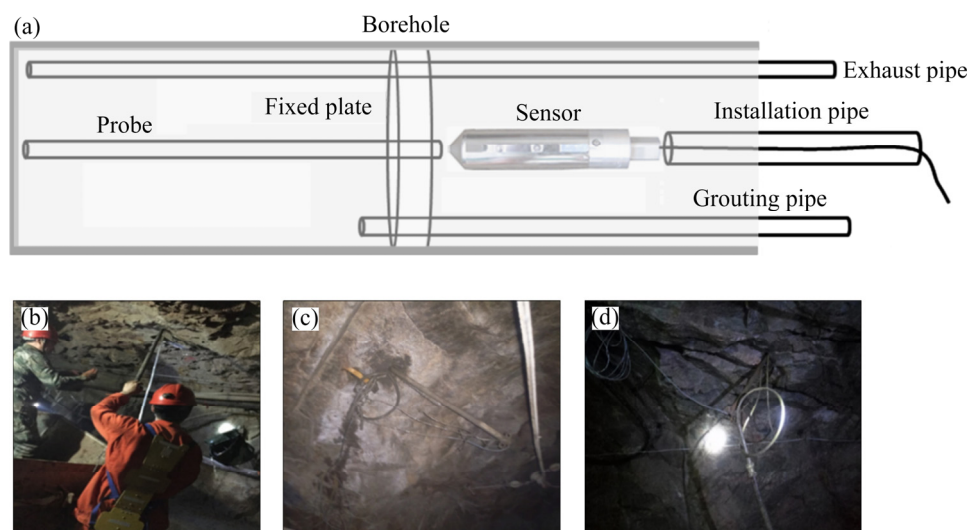 (a)
Borehole
Exhaust pipe
Fixed plate
Sensor
Installation pipe
Probe
Grouting pipe
(b)
(c)
(d)